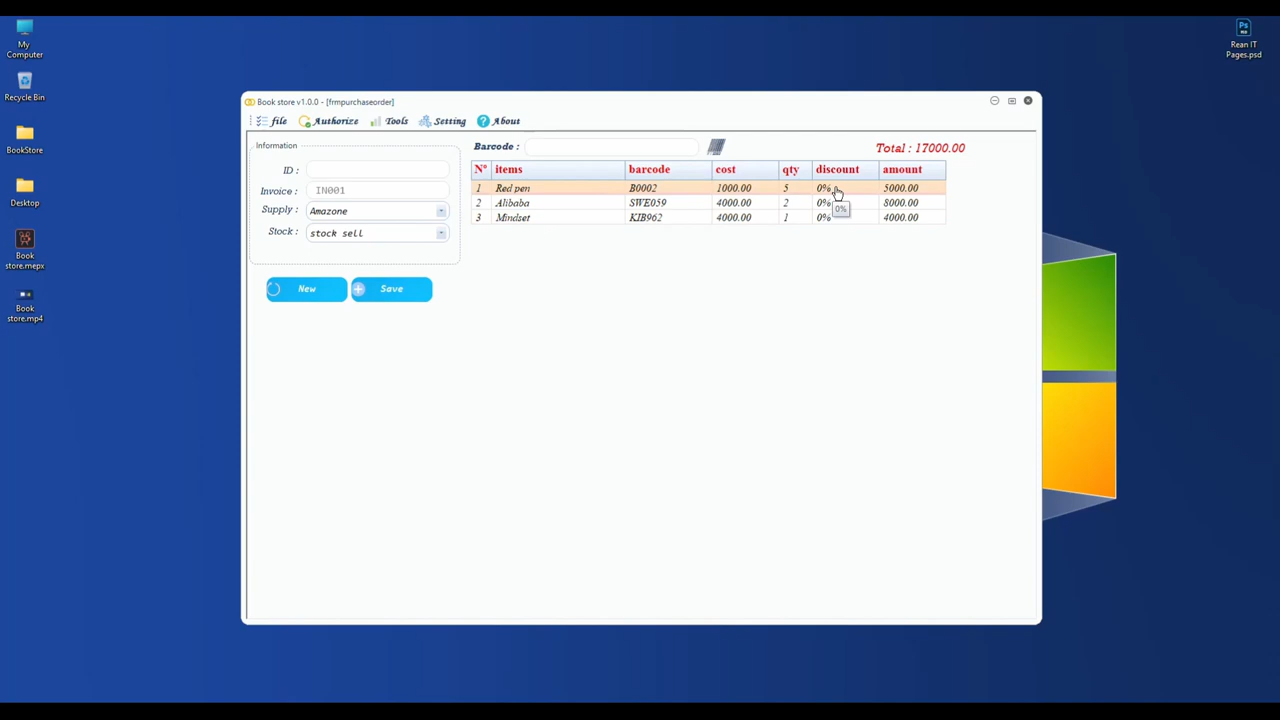 My
Computer
Recycle Bin
BookStore
Desktop
Book
store.mepx
Book
store.mp4
Ps
Rean IT
Pages.psd
Book store v1.0.0 - [frmpurchaseorder]
file Authorize Tools Setting About
Information
ID :
Invoice : IN001
Supply : Amazone
Stock : stock sell
New Save
Barcode : Total : 17000.00
N° items barcode cost qty discount amount
1 Red pen B0002 1000.00 5 0% 5000.00
0%
2 Alibaba SWE059 4000.00 2 0% 8000.00
3 Mindset KIB962 4000.00 1 0% 4000.00